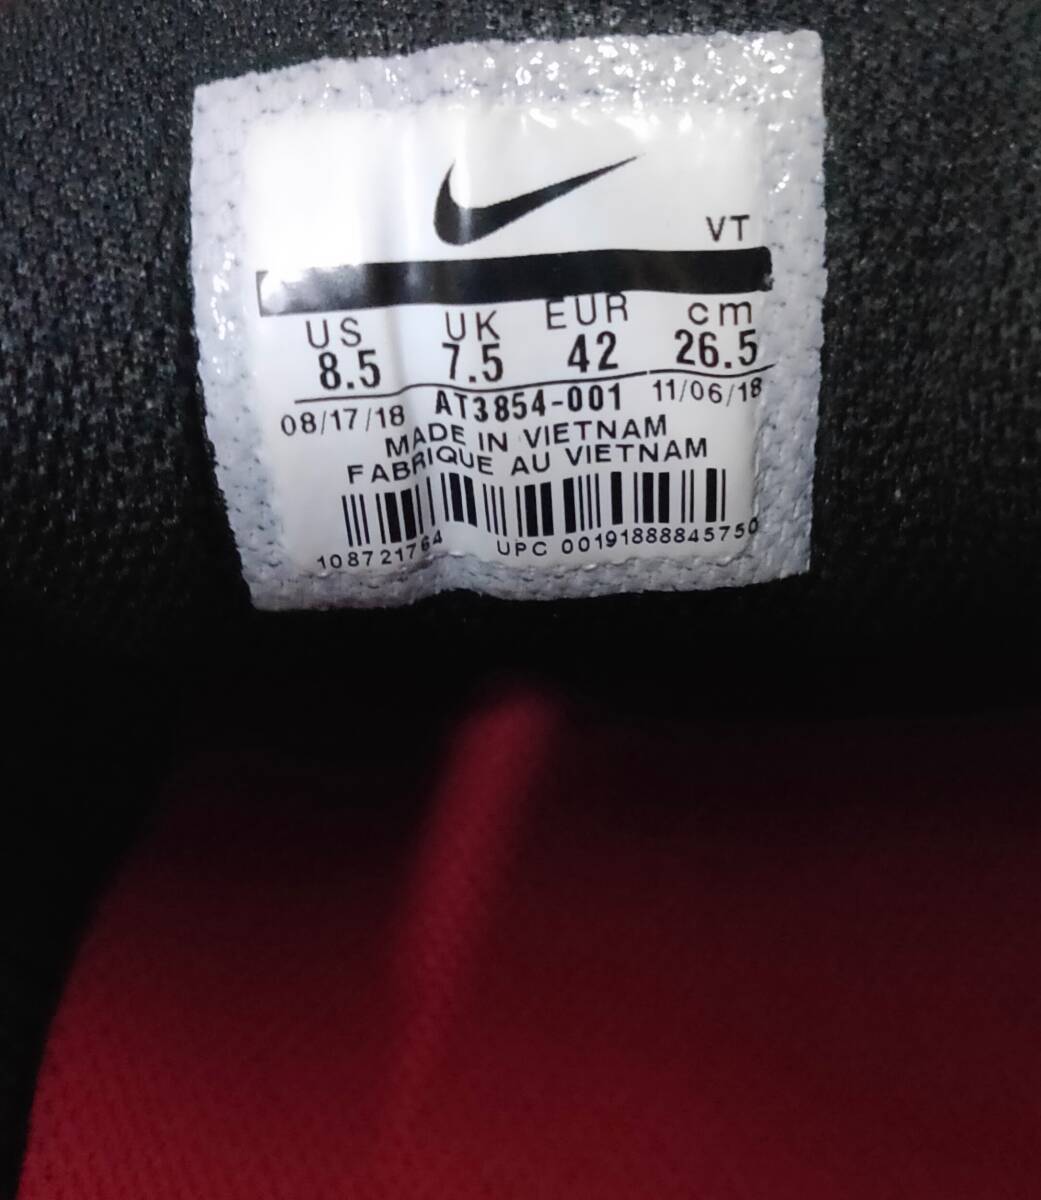 VT
US UK EUR cm
8.5 7.5 42 26.5
08/17/18 AT3854-001 11/06/18
MADE IN VIETNAM
FABRIQUE AU VIETNAM
108721764 UPC 00191888845750